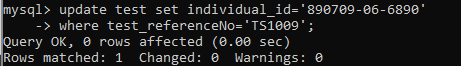 mysql> update test set individual_id='890709-06-6890'
    -> where test_referenceNo='TS1009';
Query OK, 0 rows affected (0.00 sec)
Rows matched: 1  Changed: 0  Warnings: 0